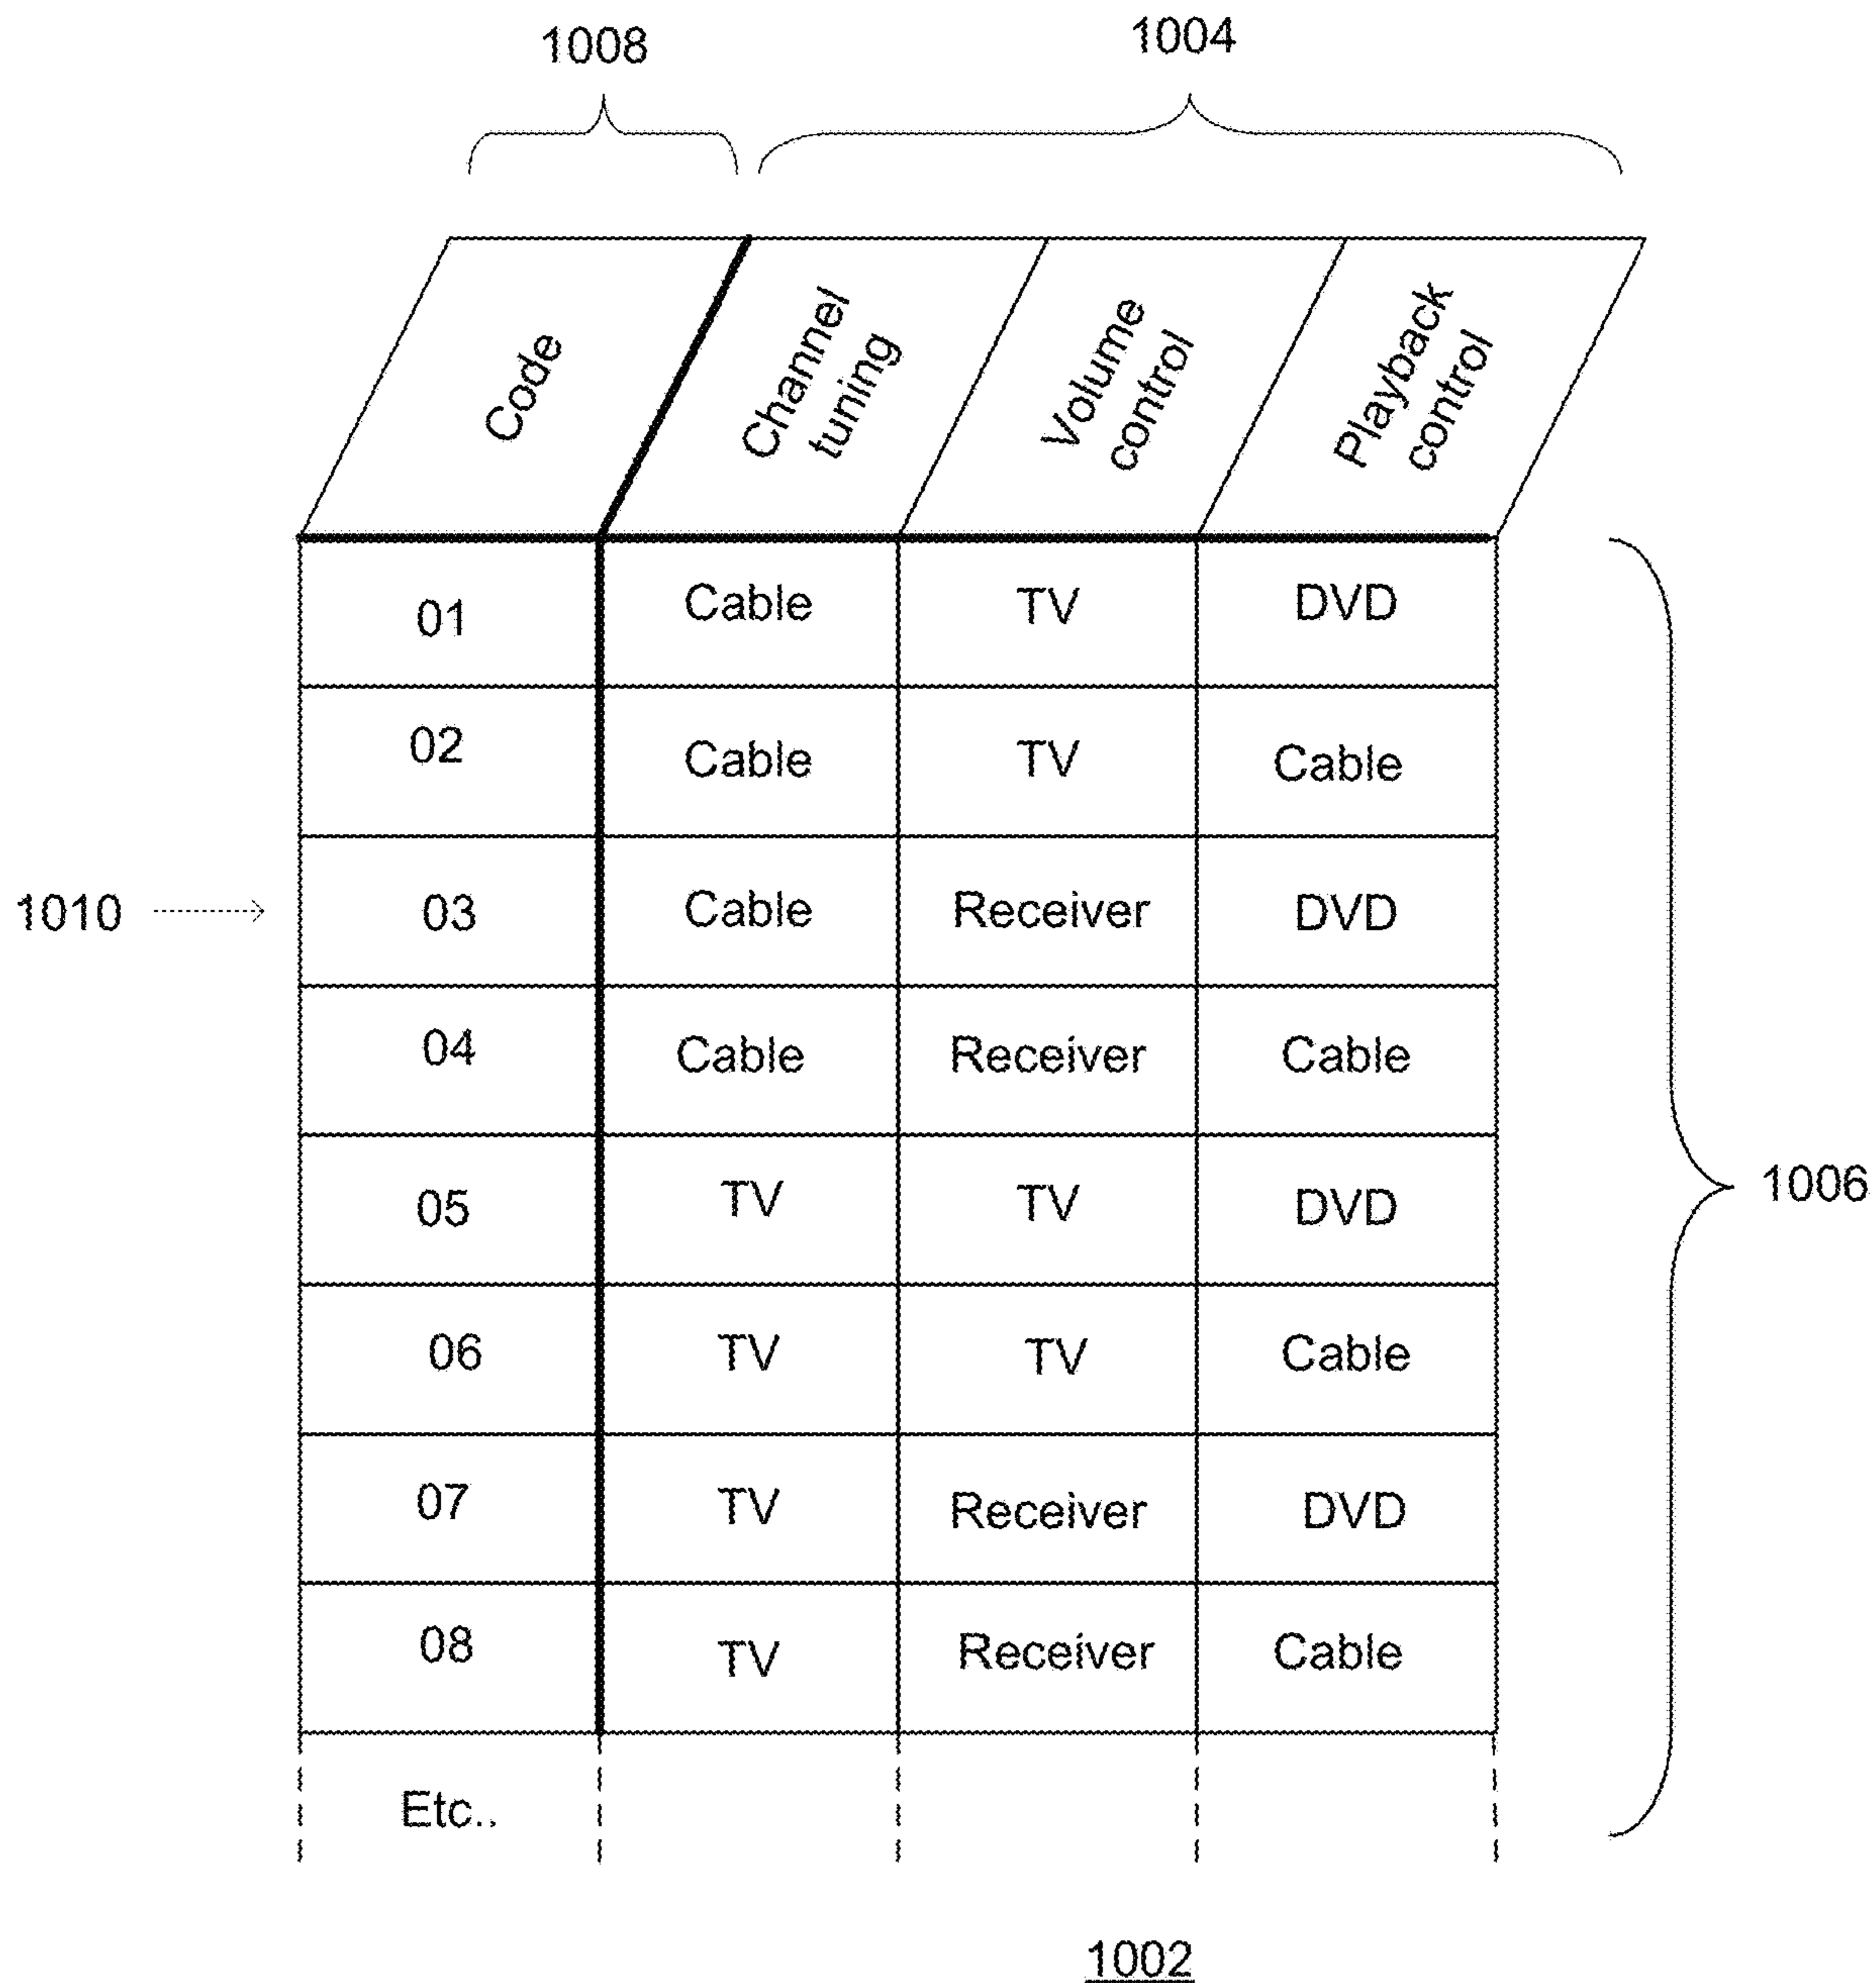 1008
1004
Code
Channel
tuning
Volume
control
Playback
control
01 Cable TV DVD
02 Cable TV Cable
1010 03 Cable Receiver DVD
04 Cable Receiver Cable
05 TV TV DVD
1006
06 TV TV Cable
07 TV Receiver DVD
08 TV Receiver Cable
Etc..
1002